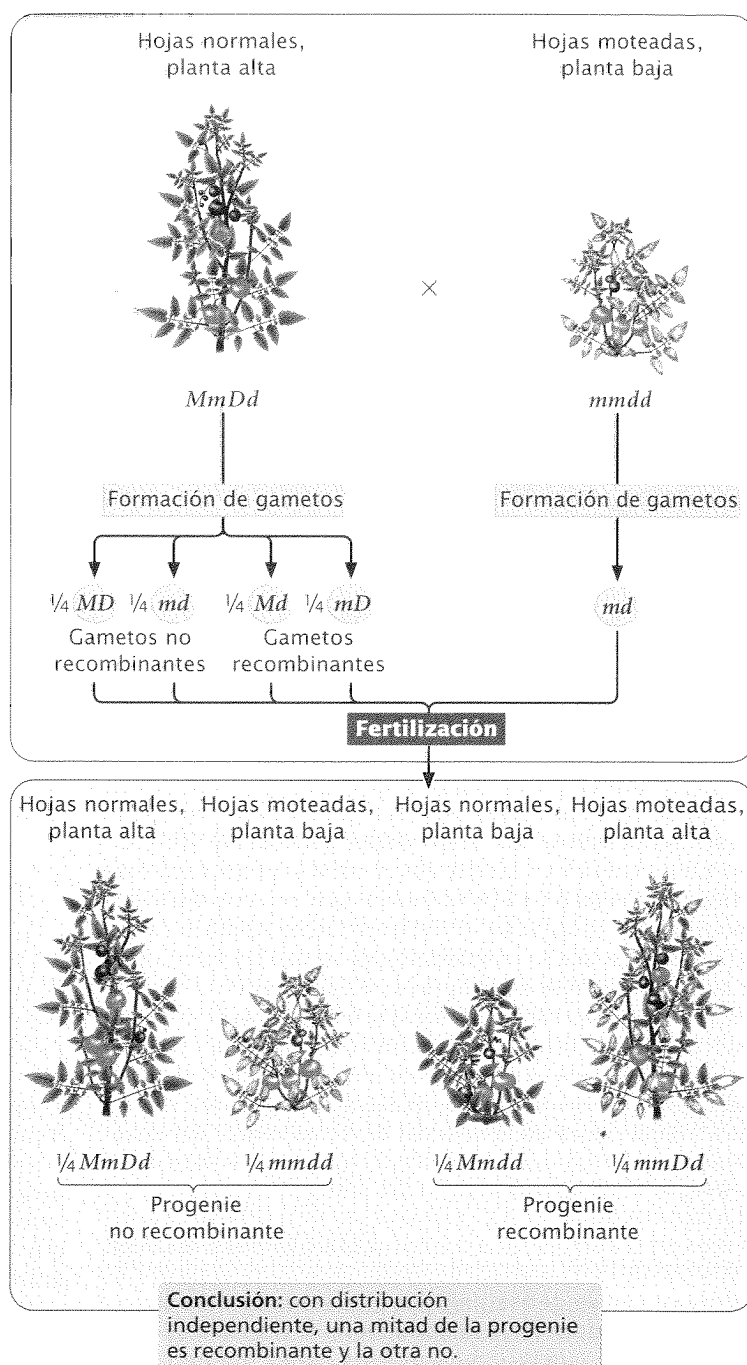 Hojas normales,
planta alta
Hojas moteadas,
planta baja
×
MmDd
mmdd
Formación de gametos
Formación de gametos
1/4 MD 1/4 md 1/4 Md 1/4 mD
md
Gametos no
recombinantes
Gametos
recombinantes
Fertilización
Hojas normales,
planta alta
Hojas moteadas,
planta baja
Hojas normales,
planta baja
Hojas moteadas,
planta alta
1/4 MmDd
1/4 mmdd
1/4 Mmdd
1/4 mmDd
Progenie
no recombinante
Progenie
recombinante
Conclusión: con distribución
independiente, una mitad de la progenie
es recombinante y la otra no.